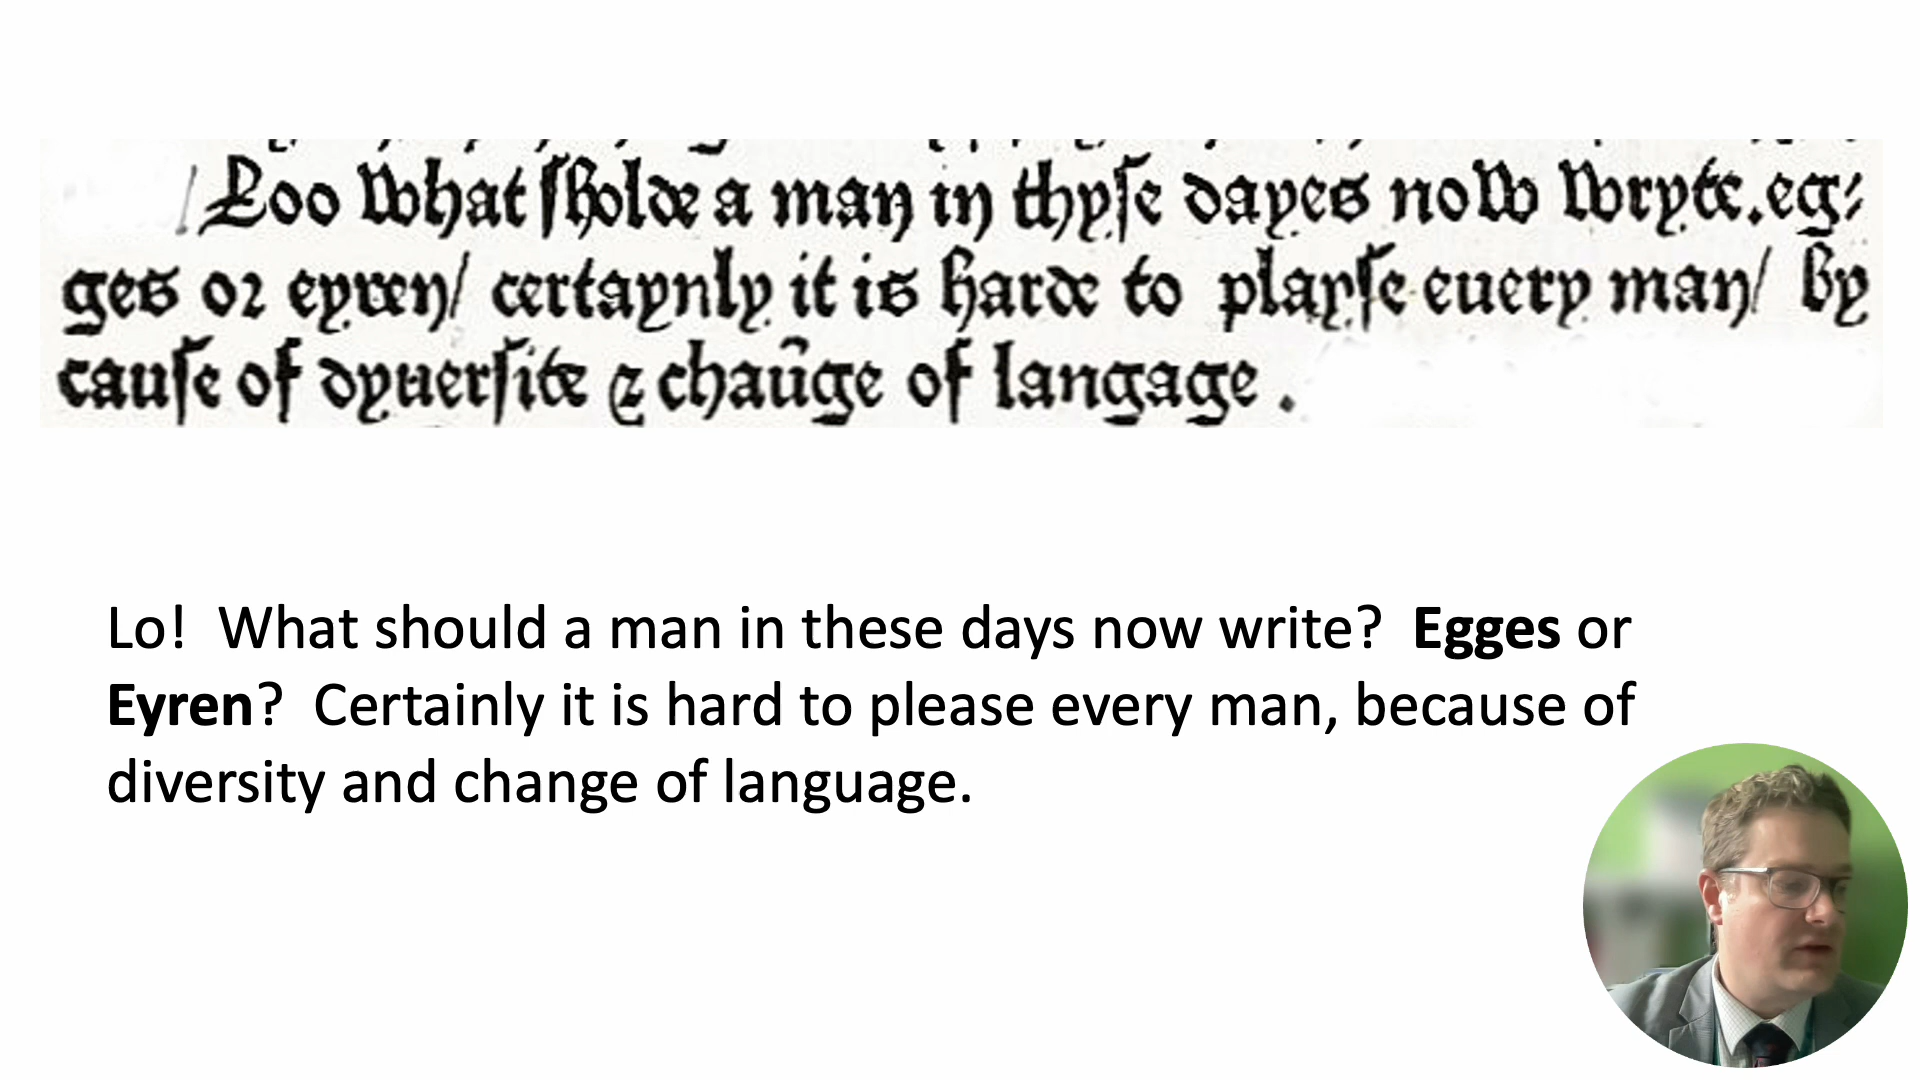 / Loo what ſholde a man in thyſe dayes now wryte. eg⸗
ges or eyren/ certaynly it is harde to playſe euery man/ by
cauſe of dyuerſite ⁊ chaũge of langage.
Lo! What should a man in these days now write? Egges or
Eyren? Certainly it is hard to please every man, because of
diversity and change of language.